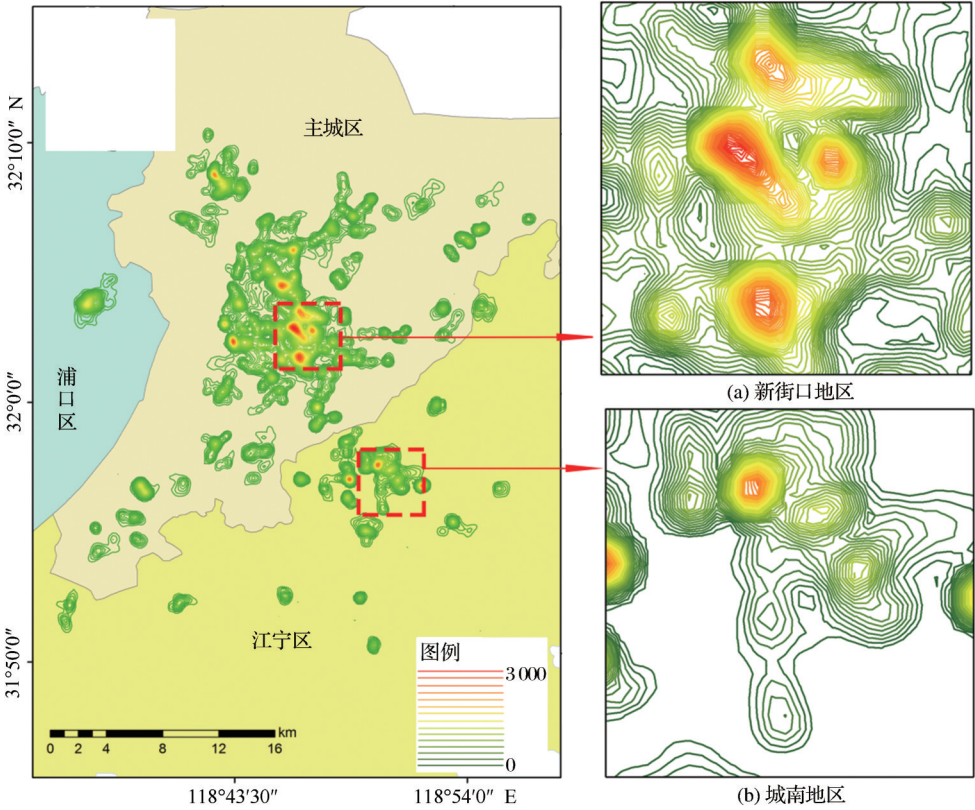 32°10′0″ N
32°0′0″
31°50′0″
主城区
浦口区
江宁区
图例
3 000
0
km
0 2 4 8 12 16
118°43′30″
118°54′0″ E
(a) 新街口地区
(b) 城南地区